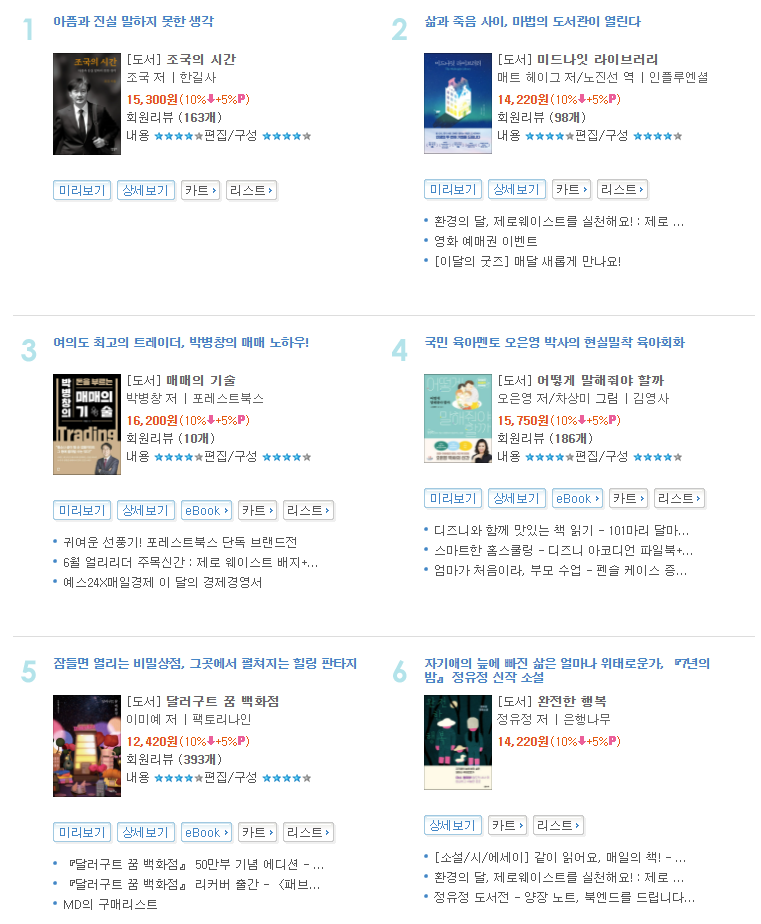 1
아픔과 진실 말하지 못한 생각
조국의 시간
[도서] 조국의 시간
조국 저 | 한길사
15,300원(10%+5%P)
회원리뷰 (163개)
내용 ★★★★★편집/구성 ★★★★★
미리보기 상세보기 카트 리스트
2
삶과 죽음 사이, 마법의 도서관이 열린다
[도서] 미드나잇 라이브러리
매트 헤이그 저/노진선 역 | 인플루엔셜
14,220원(10%+5%P)
회원리뷰 (98개)
내용 ★★★★★편집/구성 ★★★★★
미리보기 상세보기 카트 리스트
환경의 달, 제로웨이스트를 실천해요! : 제로 ...
영화 예매권 이벤트
[이달의 굿즈] 매달 새롭게 만나요!
3
여의도 최고의 트레이더, 박병창의 매매 노하우!
박병창의
돈을 부르는
매매의
기술
Trading
[도서] 매매의 기술
박병창 저 | 포레스트북스
16,200원(10%+5%P)
회원리뷰 (10개)
내용 ★★★★★편집/구성 ★★★★★
미리보기 상세보기 eBook 카트 리스트
귀여운 선풍기! 포레스트북스 단독 브랜드전
6월 얼리리더 주목신간 : 제로 웨이스트 배지+...
예스24X매일경제 이 달의 경제경영서
4
국민 육아멘토 오은영 박사의 현실밀착 육아회화
어떻게
말해줘야
할까
[도서] 어떻게 말해줘야 할까
오은영 저/차상미 그림 | 김영사
15,750원(10%+5%P)
회원리뷰 (186개)
내용 ★★★★★편집/구성 ★★★★★
미리보기 상세보기 eBook 카트 리스트
디즈니와 함께 맛있는 책 읽기 - 101마리 달마...
스마트한 홈스쿨링 - 디즈니 아코디언 파일북+...
엄마가 처음이라, 부모 수업 - 펜슬 케이스 증...
5
잠들면 열리는 비밀상점, 그곳에서 펼쳐지는 힐링 판타지
[도서] 달러구트 꿈 백화점
이미예 저 | 팩토리나인
12,420원(10%+5%P)
회원리뷰 (393개)
내용 ★★★★★편집/구성 ★★★★★
미리보기 상세보기 eBook 카트 리스트
『달러구트 꿈 백화점』 50만부 기념 에디션 - ...
『달러구트 꿈 백화점』 리커버 출간 - 〈패브...
MD의 구매리스트
6
자기애의 늪에 빠진 삶은 얼마나 위태로운가, 『7년의
밤』 정유정 신작 소설
[도서] 완전한 행복
정유정 저 | 은행나무
14,220원(10%+5%P)
상세보기 카트 리스트
[소설/시/에세이] 같이 읽어요, 매일의 책! - ...
환경의 달, 제로웨이스트를 실천해요! : 제로 ...
정유정 도서전 - 양장 노트, 북엔드를 드립니다...